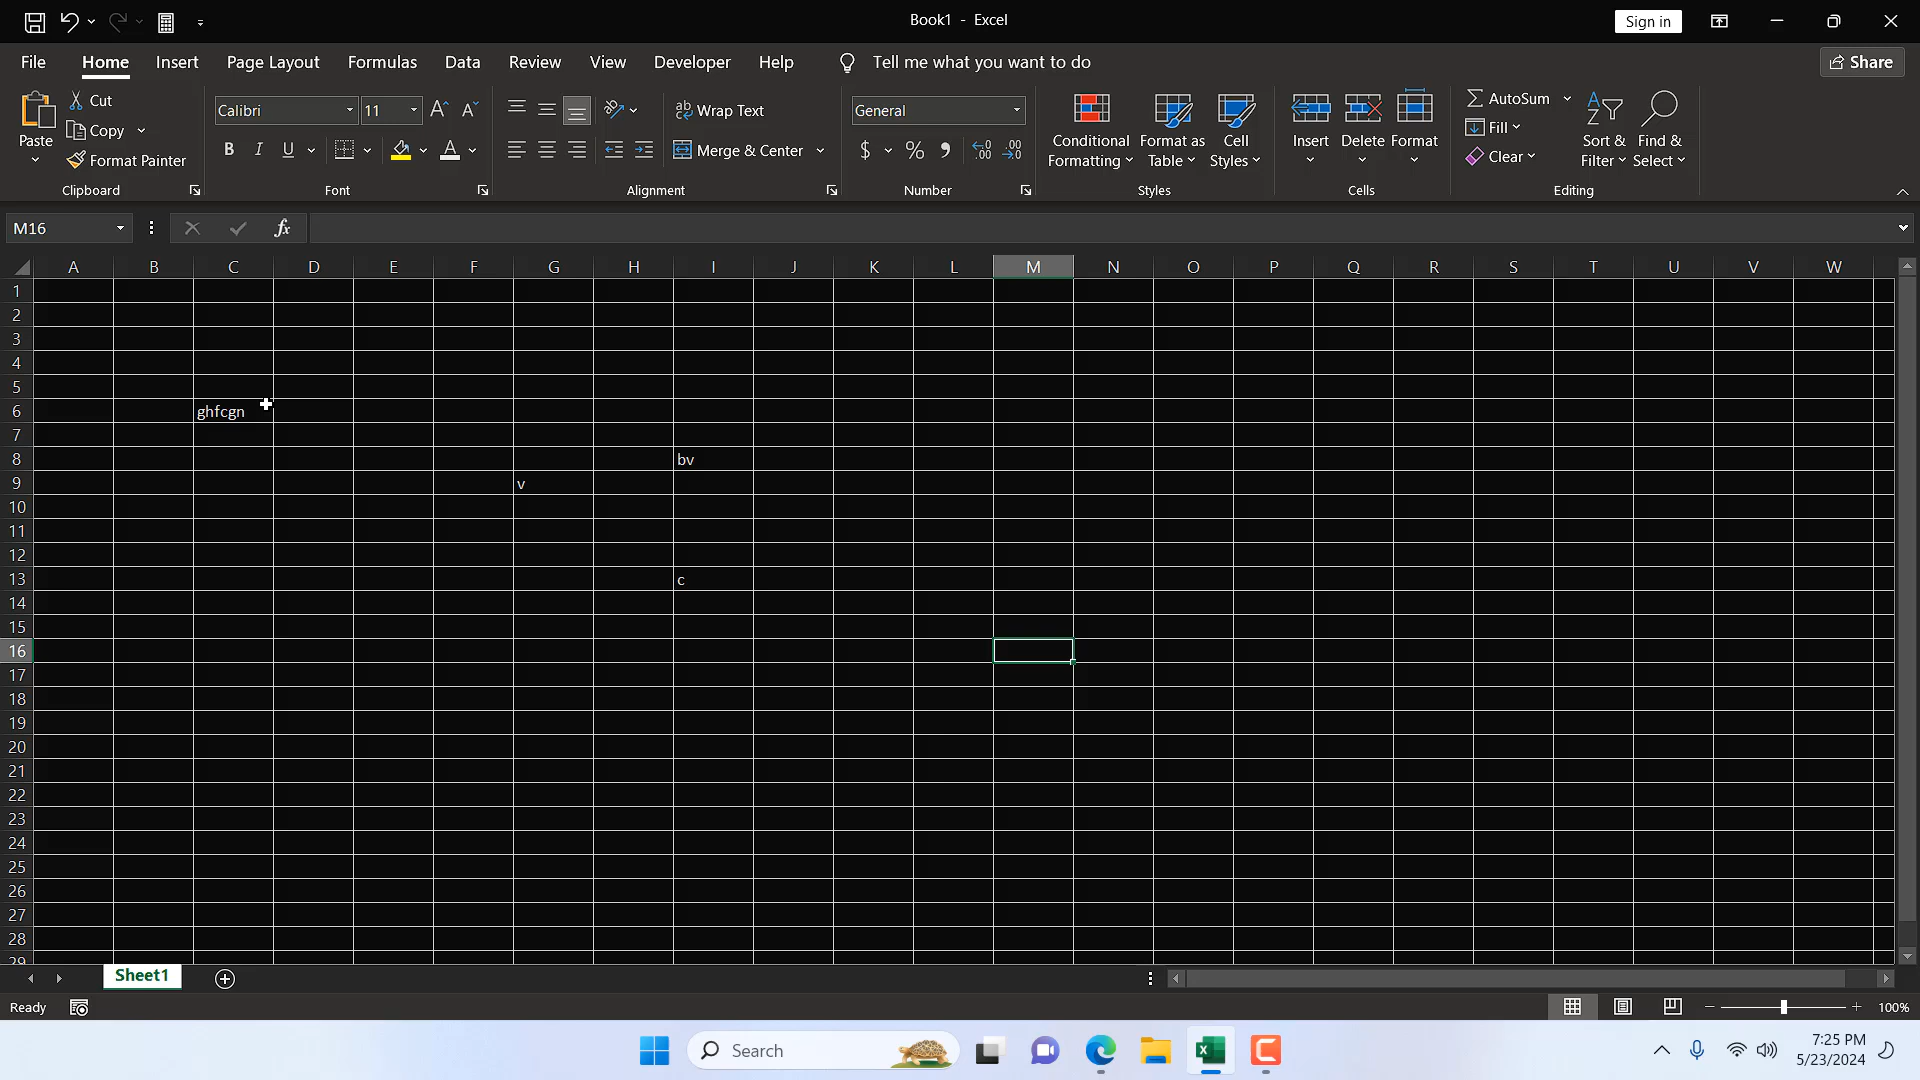 Book1 - Excel
Sign in
File Home Insert Page Layout Formulas Data Review View Developer Help Tell me what you want to do Share
Paste Cut Copy Format Painter
Clipboard
Calibri 11
B I U A
Font
Wrap Text
Merge & Center
Alignment
General
$ % 9
Number
Conditional Formatting
Format as Table
Cell Styles
Styles
Insert Delete Format
Cells
AutoSum
Fill
Clear
Sort & Filter
Find & Select
Editing
M16 fx
A B C D E F G H I J K L M N O P Q R S T U V W
1
2
3
4
5
6 ghfcgn
7
8 bv
9 v
10
11
12
13 c
14
15
16
17
18
19
20
21
22
23
24
25
26
27
28
29
Sheet1
Ready 100%
Search
7:25 PM
5/23/2024